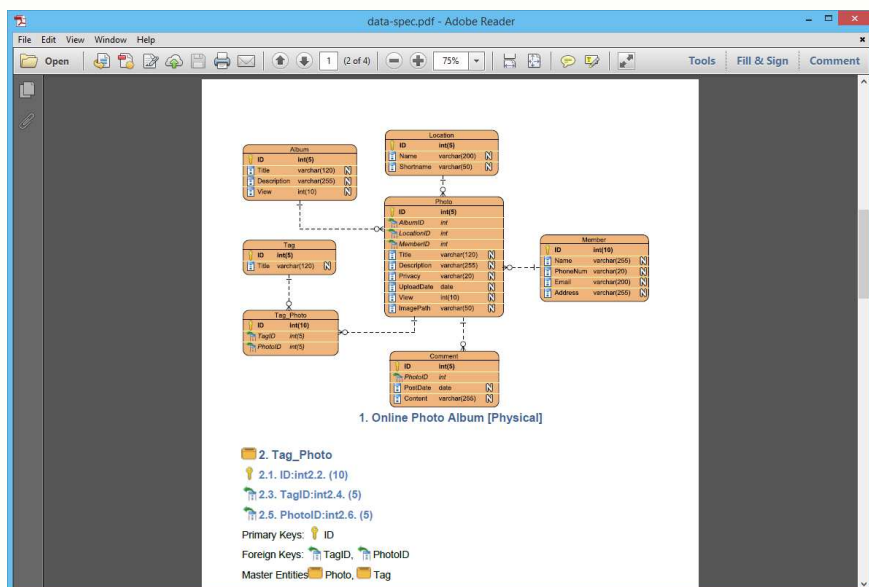 data-spec.pdf - Adobe Reader
File Edit View Window Help
Open 1 (2 of 4) 75% Tools Fill & Sign Comment
Location
ID int(5)
Name varchar(200) N
Shortname varchar(50) N
Album
ID int(5)
Title varchar(120) N
Description varchar(255) N
View int(10) N
Photo
ID int(5)
AlbumID int
LocationID int
MemberID int
Title varchar(120) N
Description varchar(255) N
Privacy varchar(20) N
UploadDate date N
View int(10) N
ImagePath varchar(50) N
Member
ID int(10)
Name varchar(255) N
PhoneNum varchar(20) N
Email varchar(200) N
Address varchar(255) N
Tag
ID int(5)
Title varchar(120) N
Tag_Photo
ID int(10)
TagID int(5)
PhotoID int(5)
Comment
ID int(5)
PhotoID int
PostDate date N
Content varchar(255) N
1. Online Photo Album [Physical]
2. Tag_Photo
2.1. ID:int2.2. (10)
2.3. TagID:int2.4. (5)
2.5. PhotoID:int2.6. (5)
Primary Keys: ID
Foreign Keys: TagID, PhotoID
Master Entities Photo, Tag